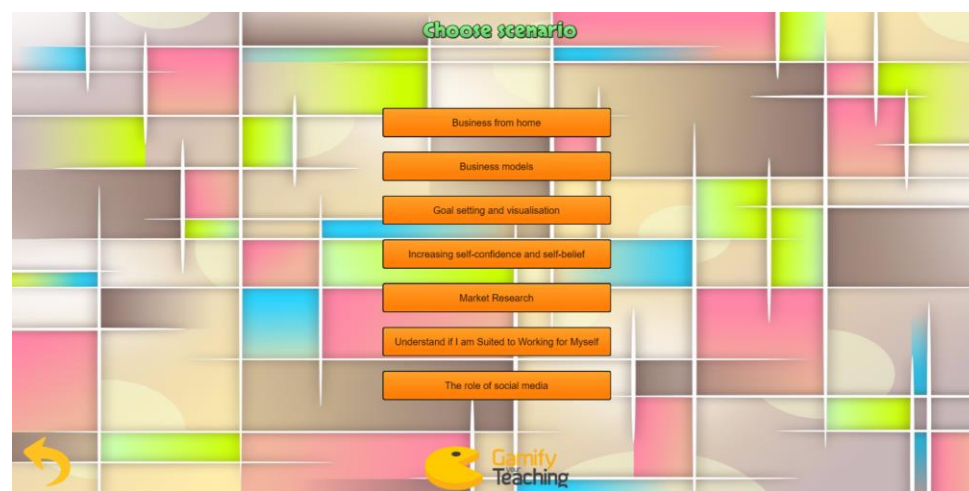 Choose scenario
Business from home
Business models
Goal setting and visualisation
Increasing self-confidence and self-belief
Market Research
Understand if I am Suited to Working for Myself
The role of social media
Gamify
your
Teaching